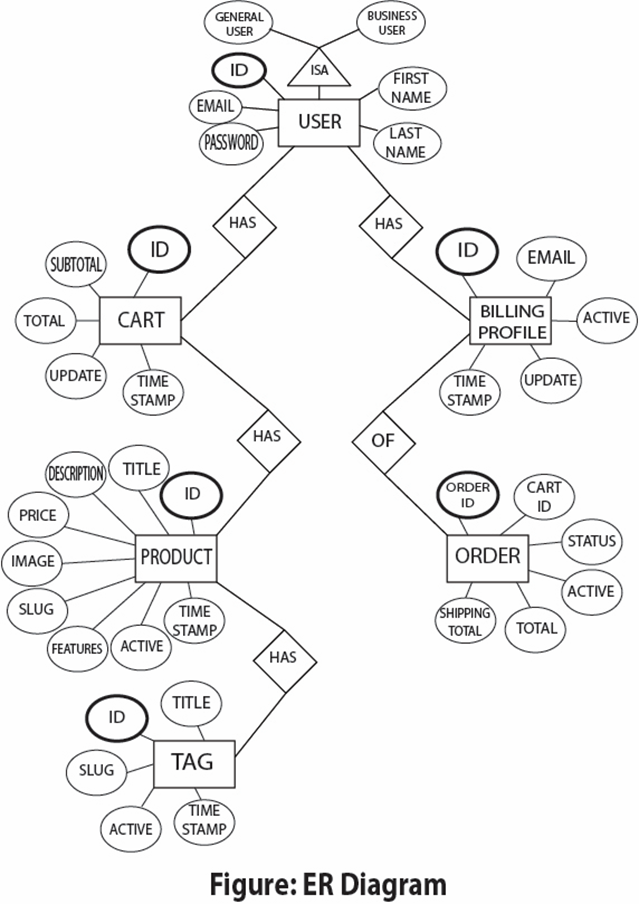 GENERAL
USER
BUSINESS
USER
ISA
ID
FIRST
NAME
EMAIL
USER
PASSWORD
LAST
NAME
HAS
HAS
ID
ID
SUBTOTAL
EMAIL
TOTAL
CART
BILLING
PROFILE
ACTIVE
UPDATE
TIME
STAMP
TIME
STAMP
UPDATE
HAS
OF
DESCRIPTION
TITLE
ID
ORDER
ID
CART
ID
PRICE
STATUS
IMAGE
PRODUCT
ORDER
ACTIVE
SLUG
TIME
STAMP
SHIPPING
TOTAL
TOTAL
FEATURES
ACTIVE
HAS
ID
TITLE
SLUG
TAG
ACTIVE
TIME
STAMP
Figure: ER Diagram